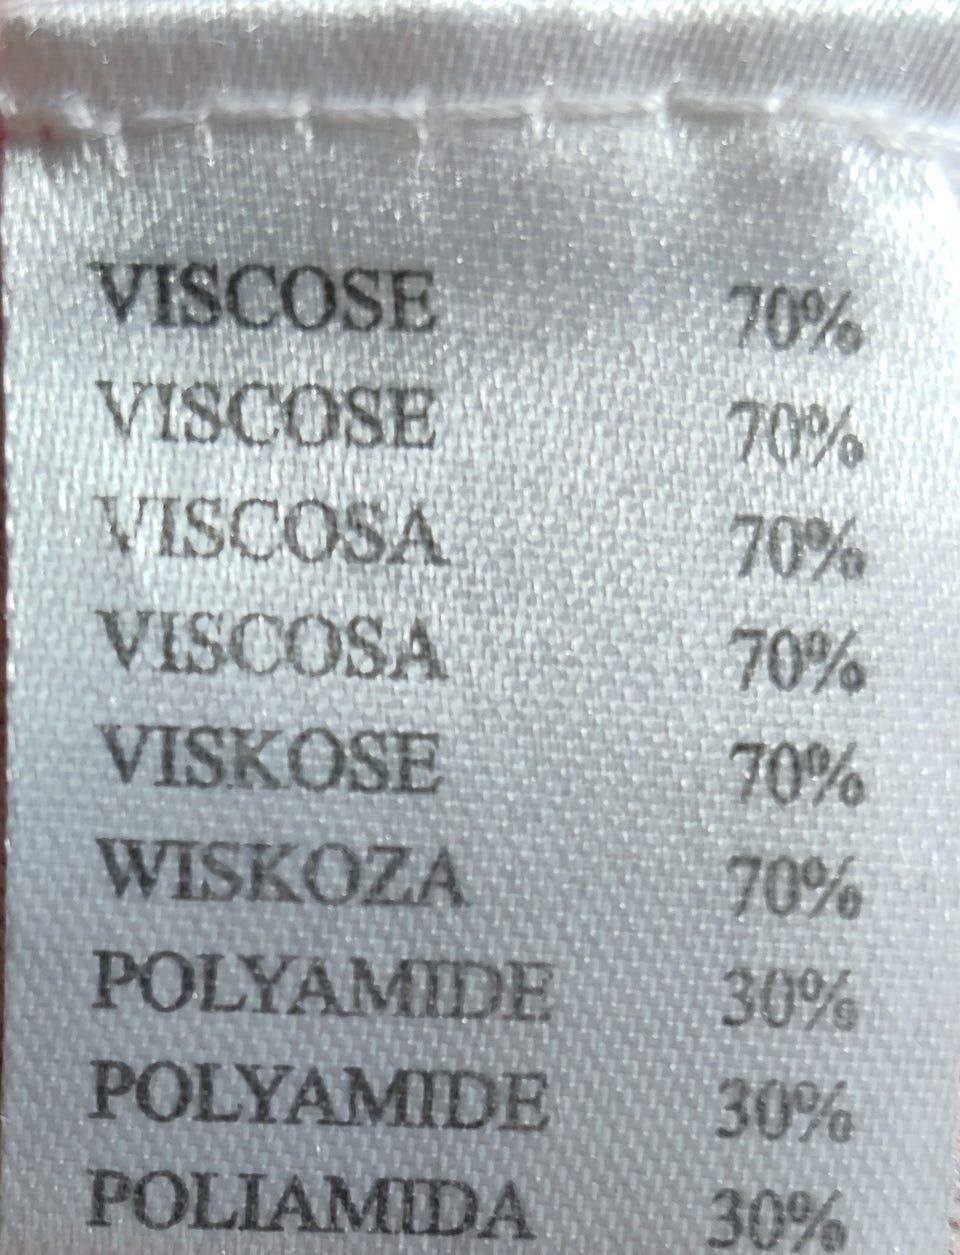 VISCOSE 70%
VISCOSE 70%
VISCOSA 70%
VISCOSA 70%
VISKOSE 70%
WISKOZA 70%
POLYAMIDE 30%
POLYAMIDE 30%
POLIAMIDA 30%